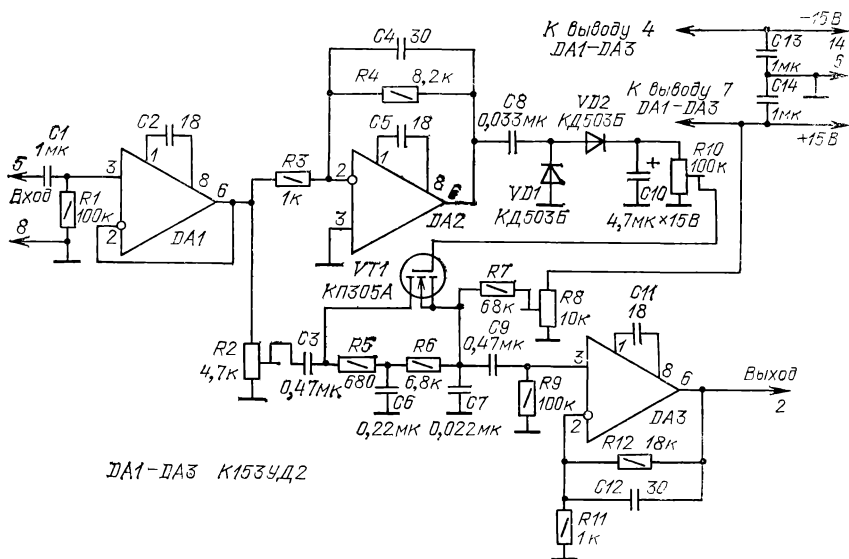 К выводу 4
DA1-DA3
-15В
14
C13
1мк
6
C14
1мк
+15В
К выводу 7
DA1-DA3
C4 30
R4 8,2к
C5 18
1
2
3
8
6
DA2
C8
0,033мк
VD2
КД503Б
VD1
КД503Б
+
C10
4,7мк×15В
R10
100к
C1
1мк
5
Вход
8
R1
100к
C2 18
3
1
2
8
6
DA1
R3
1к
VT1
КП305А
R7
68к
R8
10к
R2
4,7к
C3
0,47мк
R5
680
R6
6,8к
C9
0,47мк
C6
0,22мк
C7
0,022мк
R9
100к
C11
18
3
1
2
8
6
DA3
Выход
2
R12 18к
C12 30
R11
1к
DA1-DA3 К153УД2